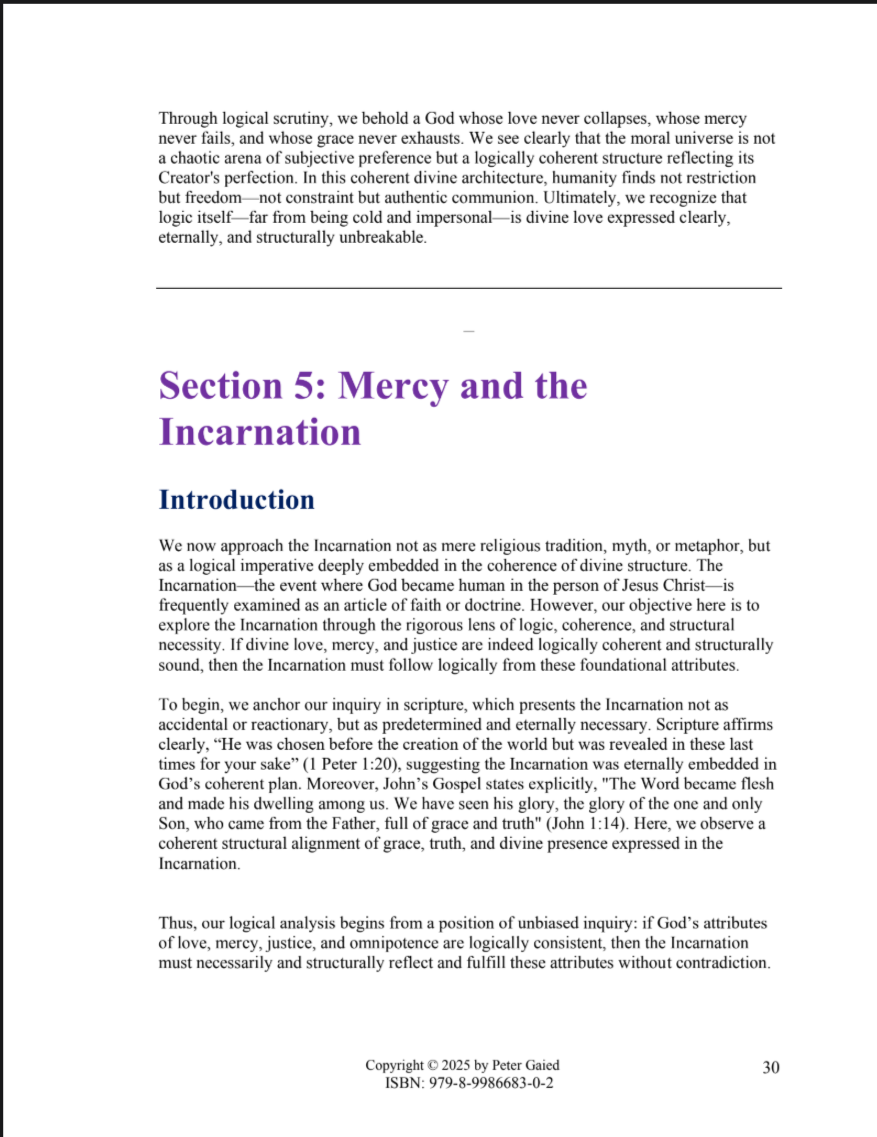 Through logical scrutiny, we behold a God whose love never collapses, whose mercy
never fails, and whose grace never exhausts. We see clearly that the moral universe is not
a chaotic arena of subjective preference but a logically coherent structure reflecting its
Creator's perfection. In this coherent divine architecture, humanity finds not restriction
but freedom—not constraint but authentic communion. Ultimately, we recognize that
logic itself—far from being cold and impersonal—is divine love expressed clearly,
eternally, and structurally unbreakable.
—
Section 5: Mercy and the
Incarnation
Introduction
We now approach the Incarnation not as mere religious tradition, myth, or metaphor, but
as a logical imperative deeply embedded in the coherence of divine structure. The
Incarnation—the event where God became human in the person of Jesus Christ—is
frequently examined as an article of faith or doctrine. However, our objective here is to
explore the Incarnation through the rigorous lens of logic, coherence, and structural
necessity. If divine love, mercy, and justice are indeed logically coherent and structurally
sound, then the Incarnation must follow logically from these foundational attributes.
To begin, we anchor our inquiry in scripture, which presents the Incarnation not as
accidental or reactionary, but as predetermined and eternally necessary. Scripture affirms
clearly, “He was chosen before the creation of the world but was revealed in these last
times for your sake” (1 Peter 1:20), suggesting the Incarnation was eternally embedded in
God’s coherent plan. Moreover, John’s Gospel states explicitly, "The Word became flesh
and made his dwelling among us. We have seen his glory, the glory of the one and only
Son, who came from the Father, full of grace and truth" (John 1:14). Here, we observe a
coherent structural alignment of grace, truth, and divine presence expressed in the
Incarnation.
Thus, our logical analysis begins from a position of unbiased inquiry: if God’s attributes
of love, mercy, justice, and omnipotence are logically consistent, then the Incarnation
must necessarily and structurally reflect and fulfill these attributes without contradiction.
Copyright © 2025 by Peter Gaied
ISBN: 979-8-9986683-0-2
30